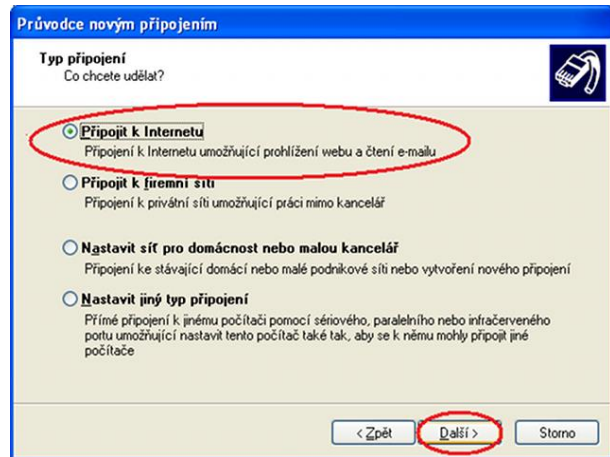 Průvodce novým připojením
Typ připojení
Co chcete udělat?
Připojit k Internetu
Připojení k Internetu umožňující prohlížení webu a čtení e-mailu
Připojit k firemní síti
Připojení k privátní síti umožňující práci mimo kancelář
Nastavit síť pro domácnost nebo malou kancelář
Připojení ke stávající domácí nebo malé podnikové síti nebo vytvoření nového připojení
Nastavit jiný typ připojení
Přímé připojení k jinému počítači pomocí sériového, paralelního nebo infračerveného
portu umožňující nastavit tento počítač také tak, aby se k němu mohly připojit jiné
počítače
< Zpět
Další >
Storno